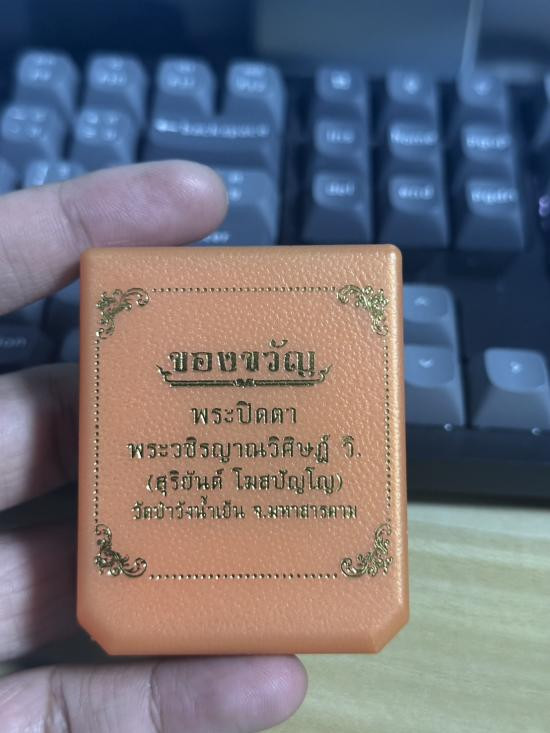 ของขวัญ
พระปิดตา
พระวชิรญาณวิศิษฏ์ วิ.
(สุริยันต์ โฆสปัญโญ)
วัดป่าวังน้ำเย็น จ.มหาสารคาม
Backspace
Home
End